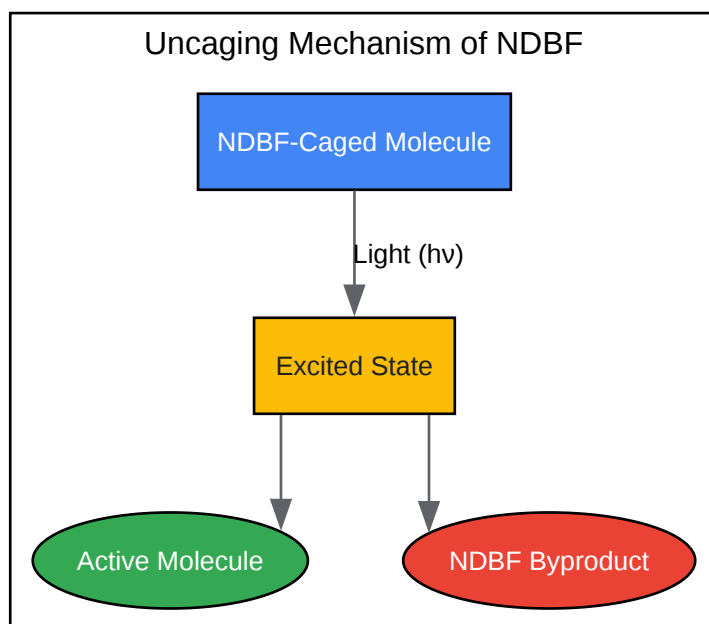 Uncaging Mechanism of NDBF
NDBF-Caged Molecule
Light (hν)
Excited State
Active Molecule
NDBF Byproduct